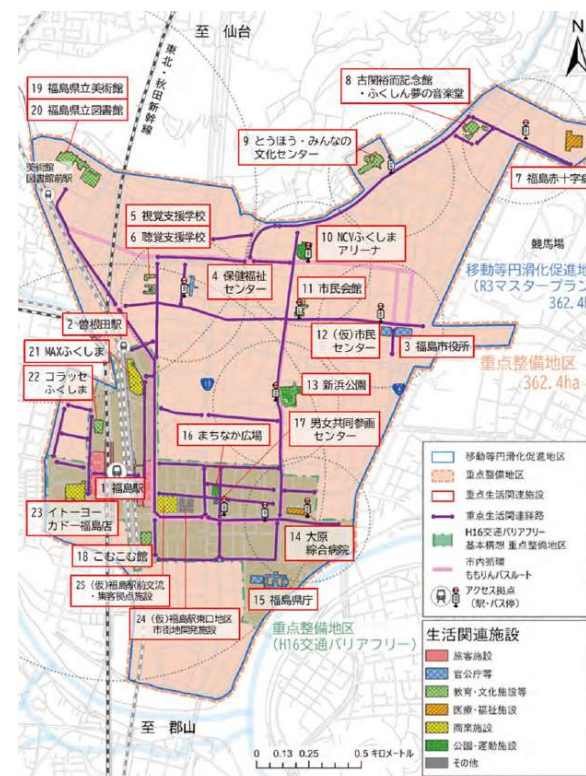 至 仙台
N
東北・秋田新幹線
19 福島県立美術館
20 福島県立図書館
8 古関裕而記念館
・ふくしん夢の音楽堂
9 とうほう・みんなの
文化センター
美術館
図書館前駅
7 福島赤十字病
5 視覚支援学校
6 聴覚支援学校
10 NCVふくしま
アリーナ
競馬場
4 保健福祉
センター
移動等円滑化促進地
(R3マスタープラン
362.4h
11 市民会館
2 曽根田駅
12 (仮)市民
センター
3 福島市役所
21 MAXふくしま
重点整備地区
362.4ha
22 コラッセ
ふくしま
13
4
13 新浜公園
17 男女共同参画
センター
16 まちなか広場
1 福島駅
23 イトーヨー
カドー福島店
14 大原
綜合病院
18 こむこむ館
25 (仮)福島駅前交流
・集客拠点施設
15 福島県庁
24 (仮)福島駅東口地区
市街地開発施設
重点整備地区
(H16交通バリアフリー)
至 郡山
0 0.13 0.25 0.5 キロメートル
移動等円滑化促進地区
重点整備地区
重点生活関連施設
重点生活関連経路
H16交通バリアフリー
基本構想 重点整備地区
市内循環
ももりんバスルート
アクセス拠点
(駅・バス停)
生活関連施設
旅客施設
官公庁等
教育・文化施設等
医療・福祉施設
商業施設
公園・運動施設
その他